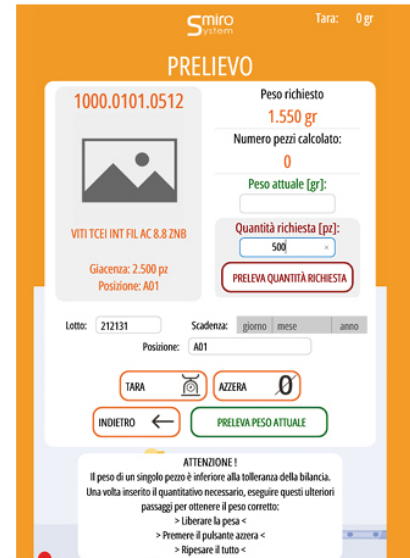 Smiro
System
Tara: 0 gr
PRELIEVO
1000.0101.0512
VITI TCEI INT FIL AC 8.8 ZNB
Giacenza: 2.500 pz
Posizione: A01
Peso richiesto
1.550 gr
Numero pezzi calcolato:
0
Peso attuale [gr]:
Quantità richiesta [pz]:
500 ×
PRELEVA QUANTITÀ RICHIESTA
Lotto: 212131 Scadenza: giorno mese anno
Posizione: A01
TARA AZZERA 0
INDIETRO PRELEVA PESO ATTUALE
ATTENZIONE !
Il peso di un singolo pezzo è inferiore alla tolleranza della bilancia.
Una volta inserito il quantitativo necessario, eseguire questi ulteriori
passaggi per ottenere il peso corretto:
> Liberare la pesa <
> Premere il pulsante azzera <
> Ripesare il tutto <